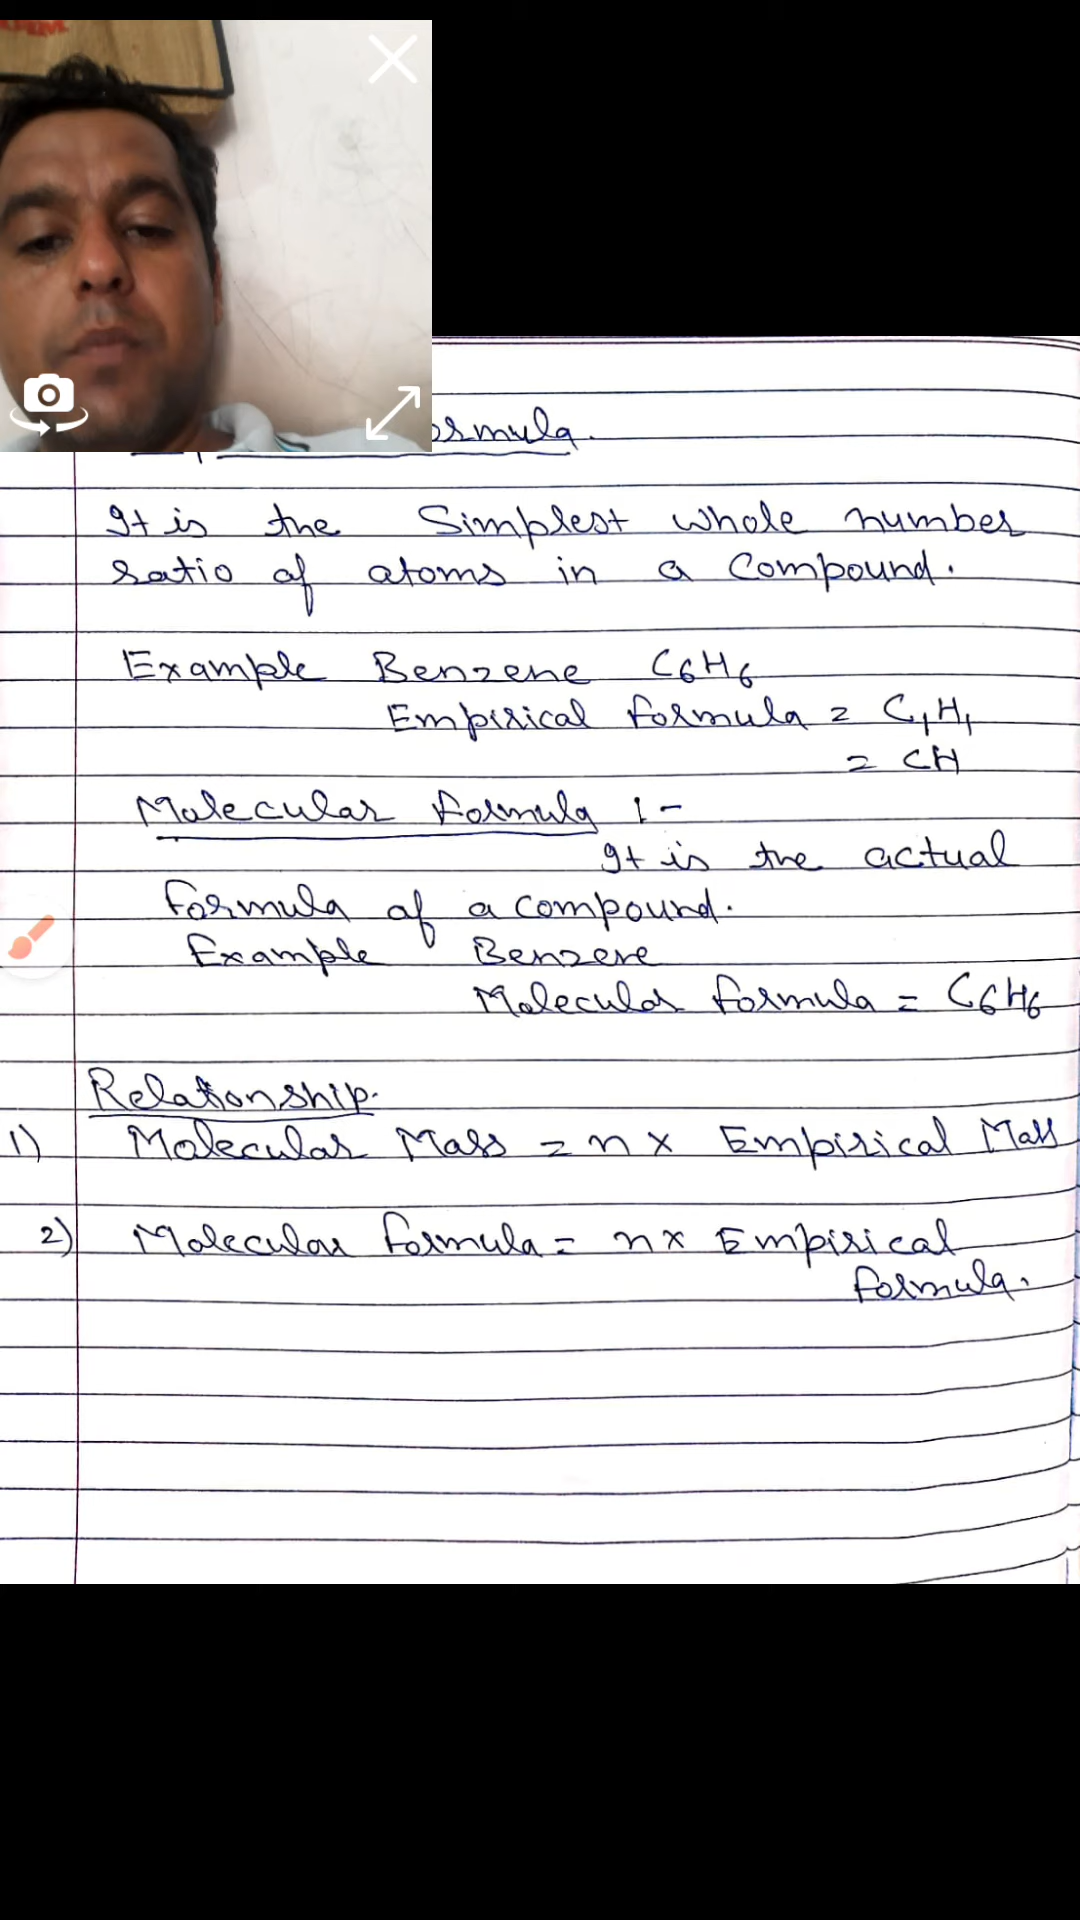 ormula.
It is the Simplest whole number
ratio of atoms in a Compound.
Example Benzene C6H6
Empirical formula = C1H1
= CH
Molecular Formula :-
It is the actual
formula of a compound.
Example Benzene
Molecular formula = C6H6
Relationship.
1) Molecular Mass = n x Empirical Mass
2) Molecular formula = n x Empirical
formula.